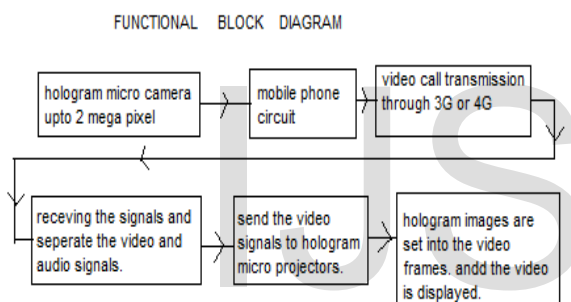 FUNCTIONAL BLOCK DIAGRAM
hologram micro camera
upto 2 mega pixel
mobile phone
circuit
video call transmission
through 3G or 4G
receving the signals and
seperate the video and
audio signals.
send the video
signals to hologram
micro projectors.
hologram images are
set into the video
frames. andd the video
is displayed.
IJS